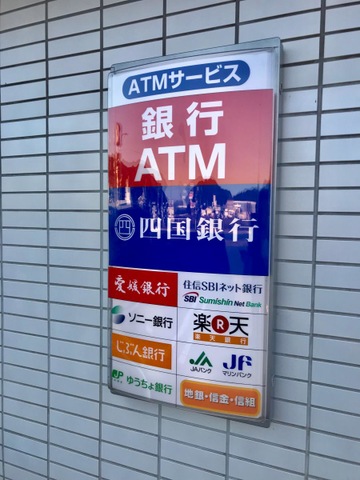 ATMサービス
銀行
ATM
四国銀行
愛媛銀行
住信SBIネット銀行
SBI Sumishin Net Bank
ソニー銀行
楽R天
楽天銀行
じぶん銀行
JA
JAバンク
JF
マリンバンク
JP
ゆうちょ銀行
地銀・信金・信組